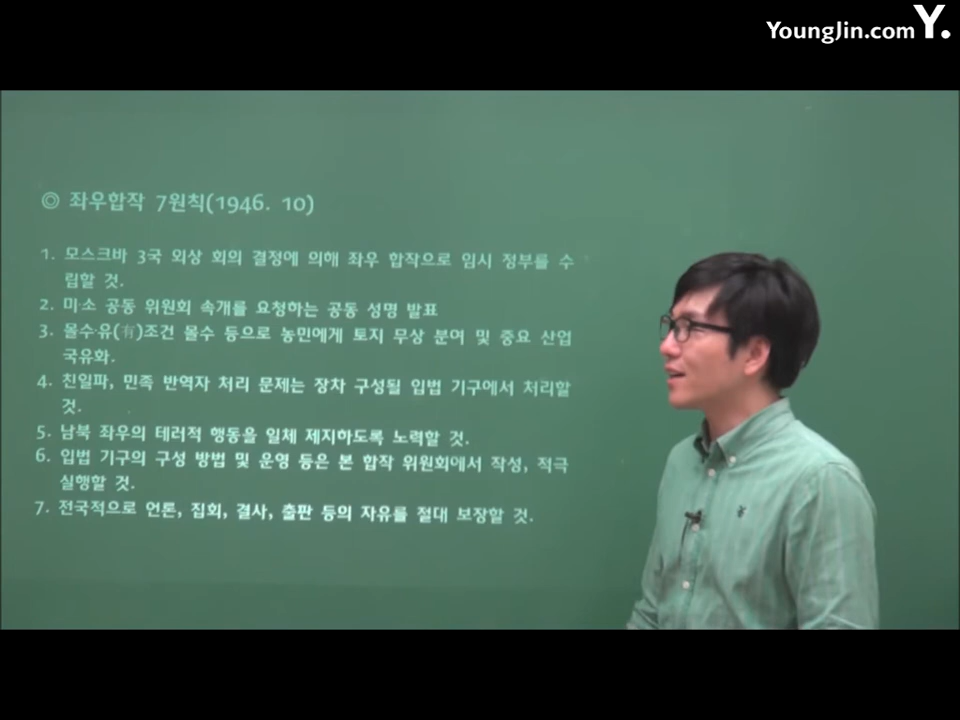 YoungJin.com Y.
◎ 좌우합작 7원칙(1946. 10)
1. 모스크바 3국 외상 회의 결정에 의해 좌우 합작으로 임시 정부를 수
립할 것.
2. 미·소 공동 위원회 속개를 요청하는 공동 성명 발표
3. 몰수·유(有)조건 몰수 등으로 농민에게 토지 무상 분여 및 중요 산업
국유화.
4. 친일파, 민족 반역자 처리 문제는 장차 구성될 입법 기구에서 처리할
것.
5. 남북 좌우의 테러적 행동을 일체 제지하도록 노력할 것.
6. 입법 기구의 구성 방법 및 운영 등은 본 합작 위원회에서 작성, 적극
실행할 것.
7. 전국적으로 언론, 집회, 결사, 출판 등의 자유를 절대 보장할 것.